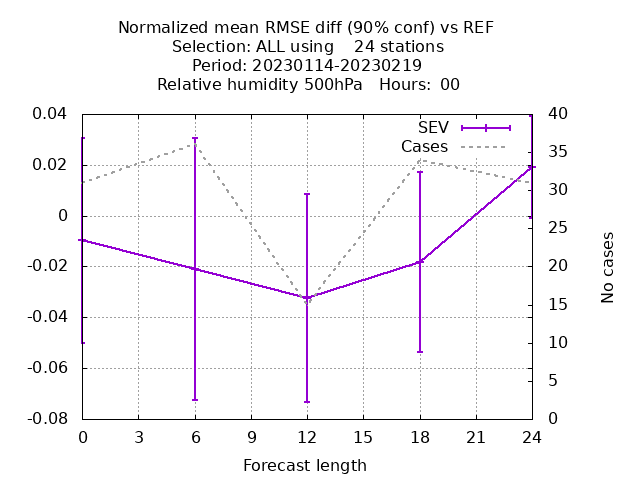 Normalized mean RMSE diff (90% conf) vs REF
Selection: ALL using    24 stations
Period: 20230114-20230219
Relative humidity 500hPa   Hours:  00
SEV
Cases
0.04
0.02
0
-0.02
-0.04
-0.06
-0.08
40
35
30
25
20
15
10
5
0
No cases
0 3 6 9 12 15 18 21 24
Forecast length